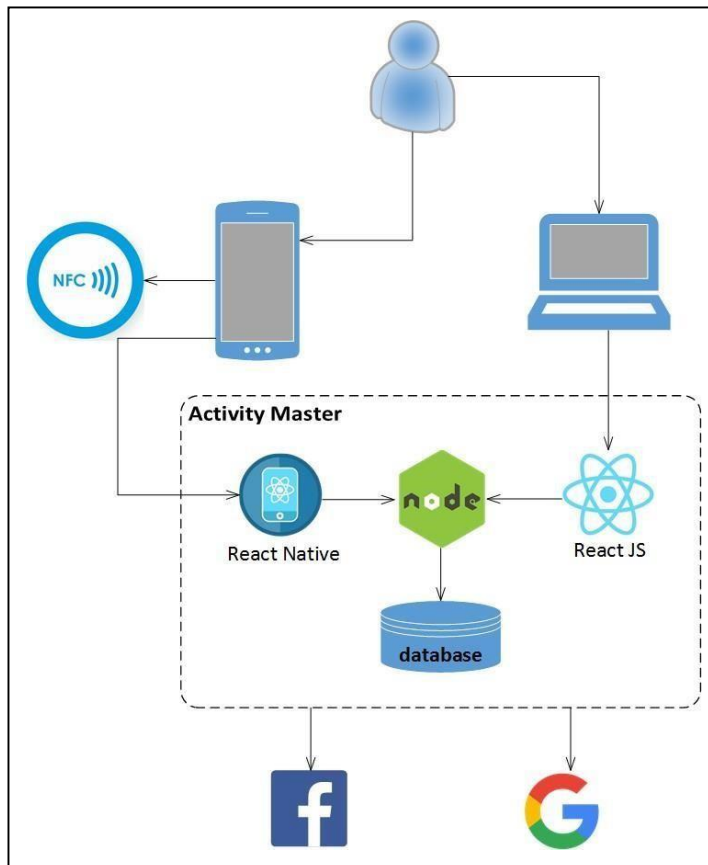 NFC
Activity Master
node
React Native
React JS
database
f
G